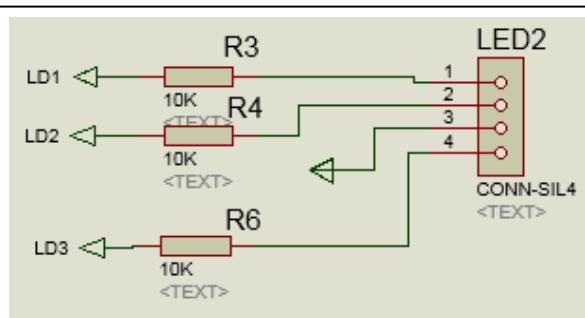 R3
LED2
LD1
1
10K
R4
2
<TEXT>
3
LD2
4
10K
<TEXT>
CONN-SIL4
<TEXT>
R6
LD3
10K
<TEXT>